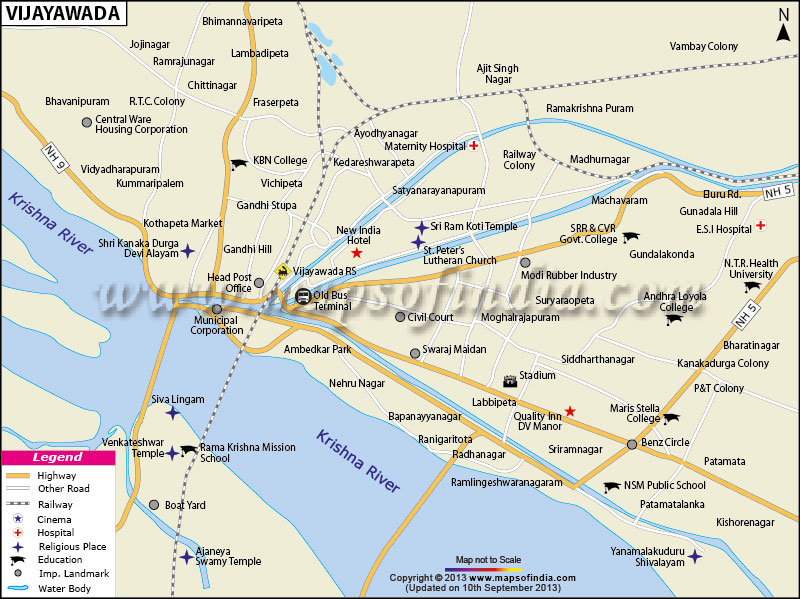 VIJAYAWADA
N
Bhimannavaripeta
Jojinagar
Ramrajunagar
Lambadipeta
Vambay Colony
Ajit Singh
Nagar
Chittinagar
Bhavanipuram
R.T.C. Colony
Fraserpeta
Ramakrishna Puram
Central Ware
Housing Corporation
Ayodhyanagar
Maternity Hospital
NH 9
KBN College
Kedareshwarapeta
Railway
Colony
Madhurnagar
Vidyadharapuram
Kummaripalem
Vichipeta
Satyanarayanapuram
Machavaram
Eluru Rd.
NH 5
Krishna River
Gandhi Stupa
Gunadala Hill
Kothapeta Market
New India
Hotel
Sri Ram Koti Temple
SRR & CVR
Govt. College
E.S.I Hospital
Shri Kanaka Durga
Devi Alayam
Gandhi Hill
St. Peter's
Lutheran Church
Gundalakonda
Head Post
Office
Vijayawada RS
Modi Rubber Industry
N.T.R. Health
University
www.mapsofindia.com
Old Bus
Terminal
Suryaraopeta
Andhra Loyola
College
Municipal
Corporation
Civil Court
Moghalrajapuram
NH 5
Ambedkar Park
Swaraj Maidan
Siddharthanagar
Bharatinagar
Kanakadurga Colony
Nehru Nagar
Stadium
P&T Colony
Siva Lingam
Labbipeta
Bapanayyanagar
Quality Inn
DV Manor
Maris Stella
College
Venkateshwar
Temple
Rama Krishna Mission
School
Krishna River
Ranigaritota
Radhanagar
Sriramnagar
Benz Circle
Patamata
Ramlingeshwaranagaram
NSM Public School
Patamatalanka
Boat Yard
Kishorenagar
Ajaneya
Swamy Temple
Yanamalakuduru
Shivalayam
Legend
Highway
Other Road
Railway
Cinema
Hospital
Religious Place
Education
Imp. Landmark
Water Body
Map not to Scale
Copyright © 2013 www.mapsofindia.com
(Updated on 10th September 2013)